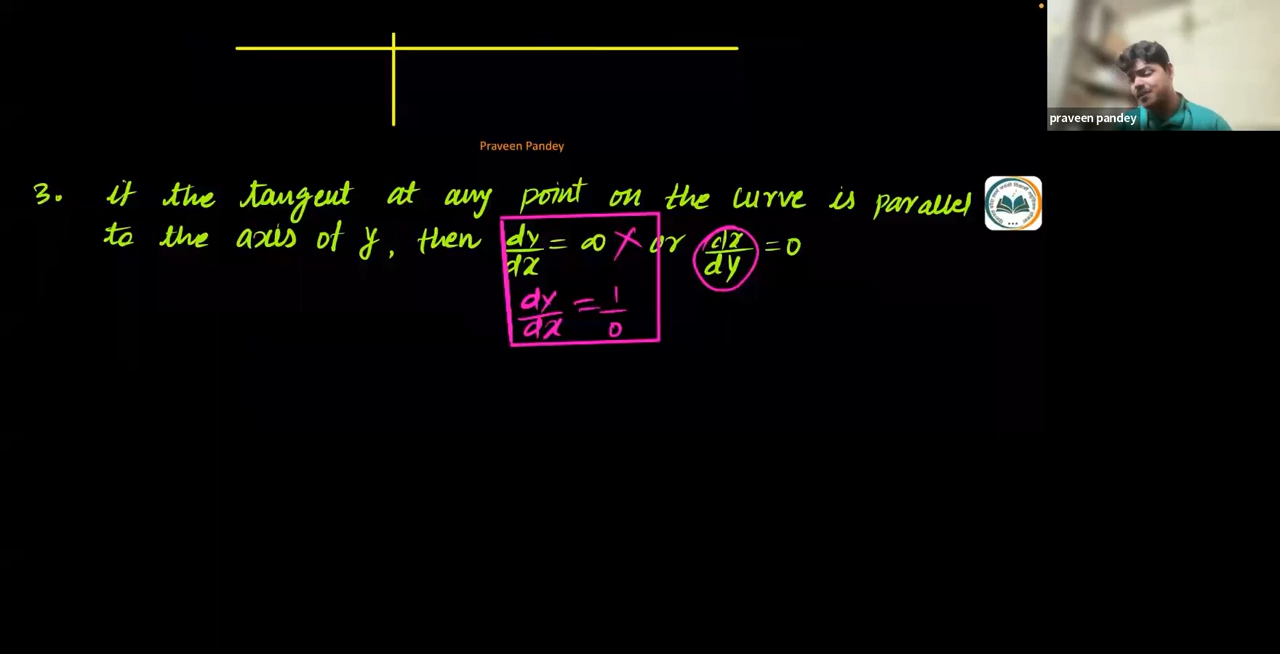 praveen pandey
Praveen Pandey
3. if the tangent at any point on the curve is parallel
to the axis of y, then dy/dx = ∞ × or dx/dy = 0
dy/dx = 1/0